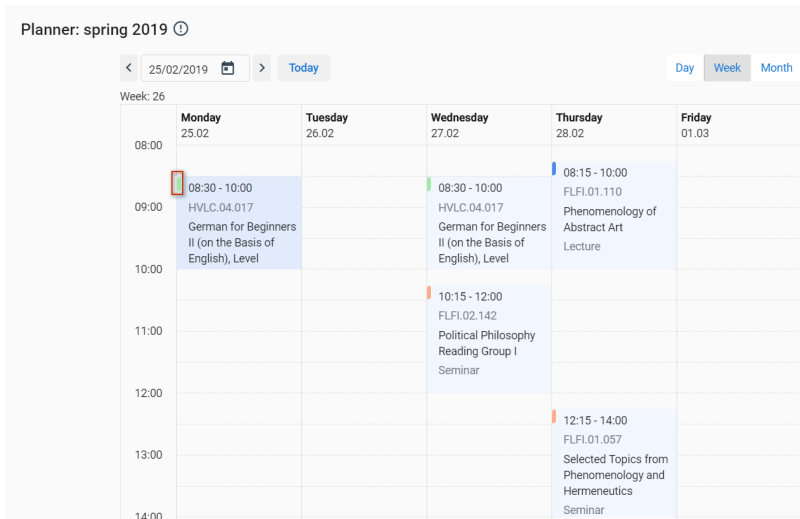 Planner: spring 2019
25/02/2019
Today
Day
Week
Month
Week: 26
Monday
25.02
Tuesday
26.02
Wednesday
27.02
Thursday
28.02
Friday
01.03
08:00
09:00
10:00
11:00
12:00
13:00
14:00
08:30 - 10:00
HVLC.04.017
German for Beginners
II (on the Basis of
English), Level
08:30 - 10:00
HVLC.04.017
German for Beginners
II (on the Basis of
English), Level
10:15 - 12:00
FLFI.02.142
Political Philosophy
Reading Group I
Seminar
08:15 - 10:00
FLFI.01.110
Phenomenology of
Abstract Art
Lecture
12:15 - 14:00
FLFI.01.057
Selected Topics from
Phenomenology and
Hermeneutics
Seminar